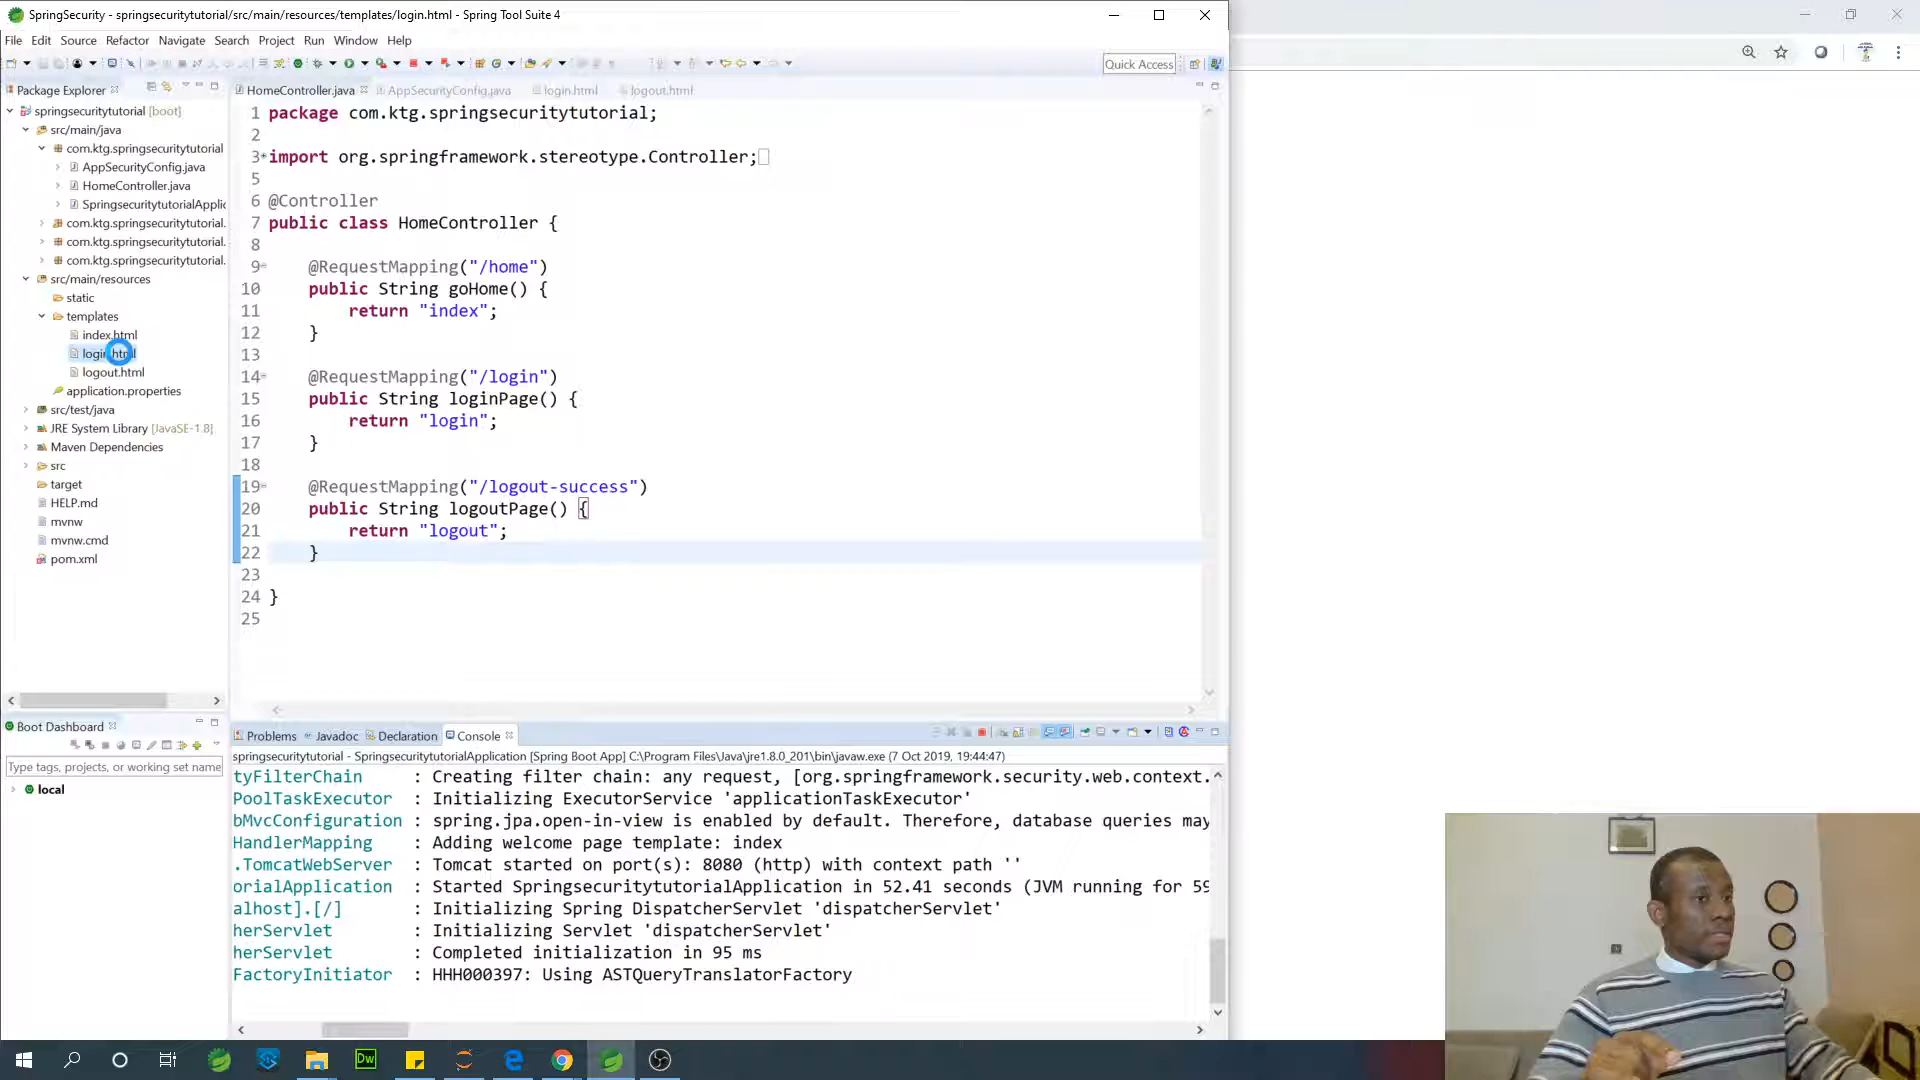 SpringSecurity - springsecuritytutorial/src/main/resources/templates/login.html - Spring Tool Suite 4
File Edit Source Refactor Navigate Search Project Run Window Help
Quick Access
Package Explorer
springsecuritytutorial [boot]
src/main/java
com.ktg.springsecuritytutorial
AppSecurityConfig.java
HomeController.java
SpringsecuritytutorialApplic
com.ktg.springsecuritytutorial.
com.ktg.springsecuritytutorial.
com.ktg.springsecuritytutorial.
src/main/resources
static
templates
index.html
login.html
logout.html
application.properties
src/test/java
JRE System Library [JavaSE-1.8]
Maven Dependencies
src
target
HELP.md
mvnw
mvnw.cmd
pom.xml
HomeController.java AppSecurityConfig.java login.html logout.html
1 package com.ktg.springsecuritytutorial;
2
3 import org.springframework.stereotype.Controller;
5
6 @Controller
7 public class HomeController {
8
9 @RequestMapping("/home")
10 public String goHome() {
11 return "index";
12 }
13
14 @RequestMapping("/login")
15 public String loginPage() {
16 return "login";
17 }
18
19 @RequestMapping("/logout-success")
20 public String logoutPage() {
21 return "logout";
22 }
23
24 }
25
Boot Dashboard
Type tags, projects, or working set name
local
Problems Javadoc Declaration Console
springsecuritytutorial - SpringsecuritytutorialApplication [Spring Boot App] C:\Program Files\Java\jre1.8.0_201\bin\javaw.exe (7 Oct 2019, 19:44:47)
tyFilterChain : Creating filter chain: any request, [org.springframework.security.web.context.
PoolTaskExecutor : Initializing ExecutorService 'applicationTaskExecutor'
bMvcConfiguration : spring.jpa.open-in-view is enabled by default. Therefore, database queries may
HandlerMapping : Adding welcome page template: index
.TomcatWebServer : Tomcat started on port(s): 8080 (http) with context path ''
orialApplication : Started SpringsecuritytutorialApplication in 52.41 seconds (JVM running for 59
alhost].[/] : Initializing Spring DispatcherServlet 'dispatcherServlet'
herServlet : Initializing Servlet 'dispatcherServlet'
herServlet : Completed initialization in 95 ms
FactoryInitiator : HHH000397: Using ASTQueryTranslatorFactory
Dw